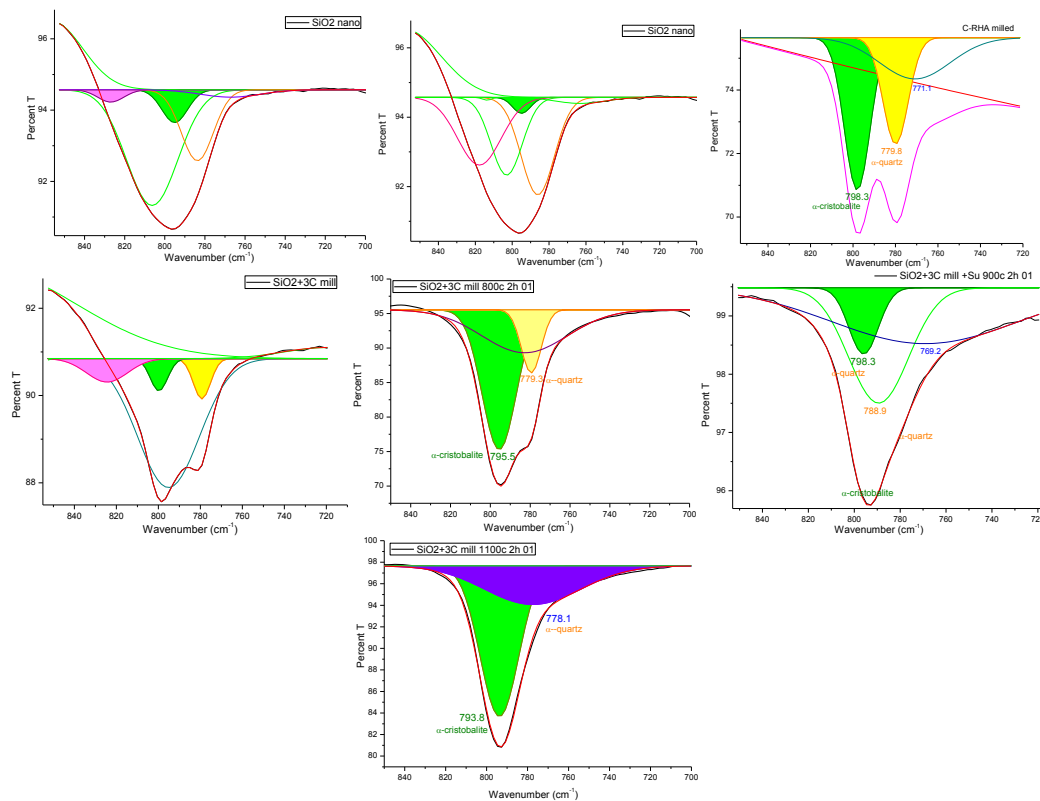 SiO2 nano
96
94
92
Percent T
840 820 800 780 760 740 720 700
Wavenumber (cm-1)
SiO2 nano
96
94
92
Percent T
840 820 800 780 760 740 720 700
Wavenumber (cm-1)
C-RHA milled
74
72
70
Percent T
771.1
779.8
α-quartz
798.3
α-cristobalite
840 820 800 780 760 740 720
Wavenumber (cm-1)
SiO2+3C mill
92
90
88
Percent T
840 820 800 780 760 740 720
Wavenumber (cm-1)
SiO2+3C mill 800c 2h 01
100
95
90
85
80
75
70
Percent T
779.3 α--quartz
α-cristobalite 795.5
840 820 800 780 760 740 720 700
Wavenumber (cm-1)
SiO2+3C mill +Su 900c 2h 01
99
98
97
96
Percent T
769.2
798.3
α-quartz
788.9
α-quartz
α-cristobalite
840 820 800 780 760 740 720
Wavenumber (cm-1)
SiO2+3C mill 1100c 2h 01
100
98
96
94
92
90
88
86
84
82
80
Percent T
778.1
α--quartz
793.8
α-cristobalite
840 820 800 780 760 740 720 700
Wavenumber (cm-1)